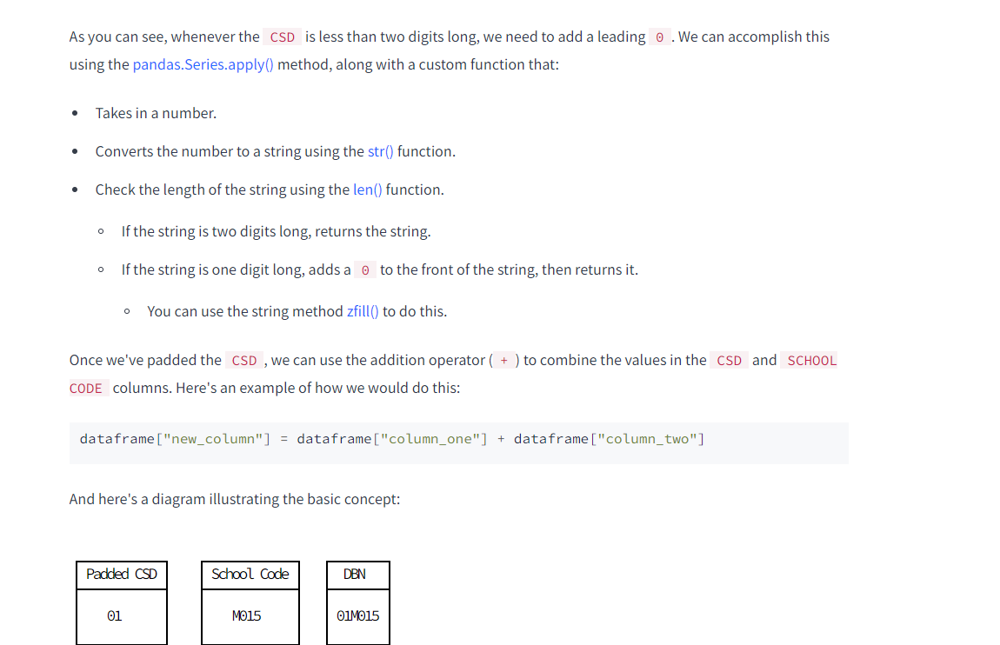 As you can see, whenever the CSD is less than two digits long, we need to add a leading 0 . We can accomplish this
using the pandas.Series.apply() method, along with a custom function that:
• Takes in a number.
• Converts the number to a string using the str() function.
• Check the length of the string using the len() function.
◦ If the string is two digits long, returns the string.
◦ If the string is one digit long, adds a 0 to the front of the string, then returns it.
◦ You can use the string method zfill() to do this.
Once we've padded the CSD , we can use the addition operator ( + ) to combine the values in the CSD and SCHOOL
CODE columns. Here's an example of how we would do this:
dataframe["new_column"] = dataframe["column_one"] + dataframe["column_two"]
And here's a diagram illustrating the basic concept:
Padded CSD School Code DBN
01 M015 01M015